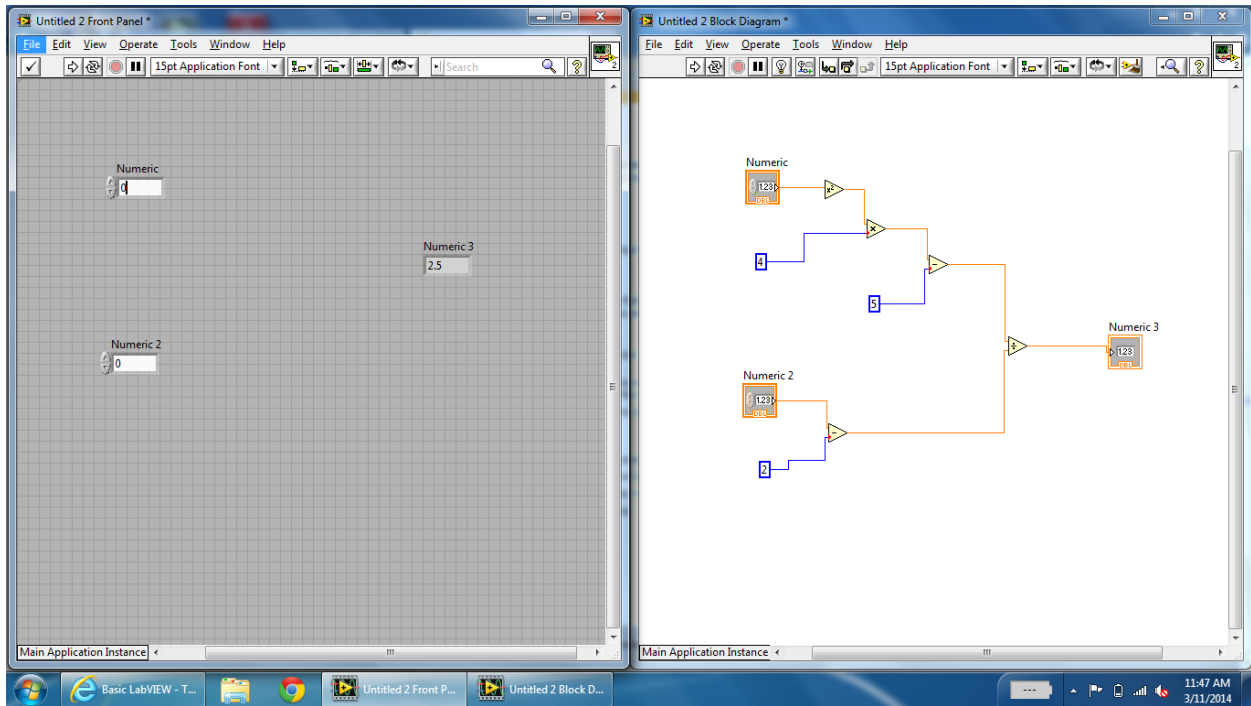 Untitled 2 Front Panel *
File Edit View Operate Tools Window Help
15pt Application Font
Search
2
Numeric
0
Numeric 3
2.5
Numeric 2
0
Main Application Instance
Untitled 2 Block Diagram *
File Edit View Operate Tools Window Help
15pt Application Font
2
Numeric
1.23
DBL
x²
×
4
-
5
Numeric 3
÷
1.23
DBL
Numeric 2
1.23
DBL
-
2
Main Application Instance
Basic LabVIEW - T...
Untitled 2 Front P...
Untitled 2 Block D...
---
11:47 AM
3/11/2014